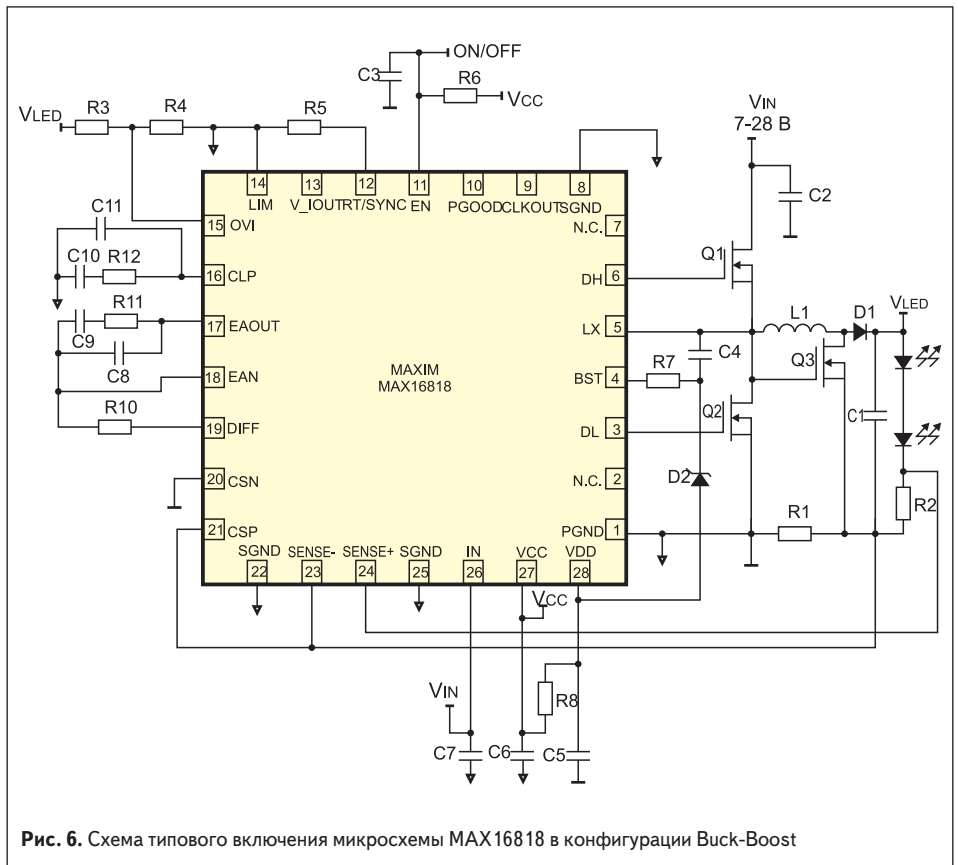 ON/OFF
C3
R6
VCC
VLED
R3
R4
R5
VIN
7-28 В
14
13
12
11
10
9
8
LIM
V_IOUT
RT/SYNC
EN
PGOOD
CLKOUT
SGND
C2
C11
15
OVI
N.C.
7
C10
R12
16
CLP
DH
6
Q1
R11
17
EAOUT
LX
5
L1
D1
VLED
C9
C8
MAXIM
MAX16818
C4
Q3
18
EAN
BST
4
R7
R10
19
DIFF
DL
3
Q2
C1
20
CSN
N.C.
2
D2
R2
21
CSP
PGND
1
R1
SGND
SENSE-
SENSE+
SGND
IN
VCC
VDD
22
23
24
25
26
27
28
VCC
VIN
R8
C7
C6
C5
Рис. 6. Схема типового включения микросхемы MAX16818 в конфигурации Buck-Boost